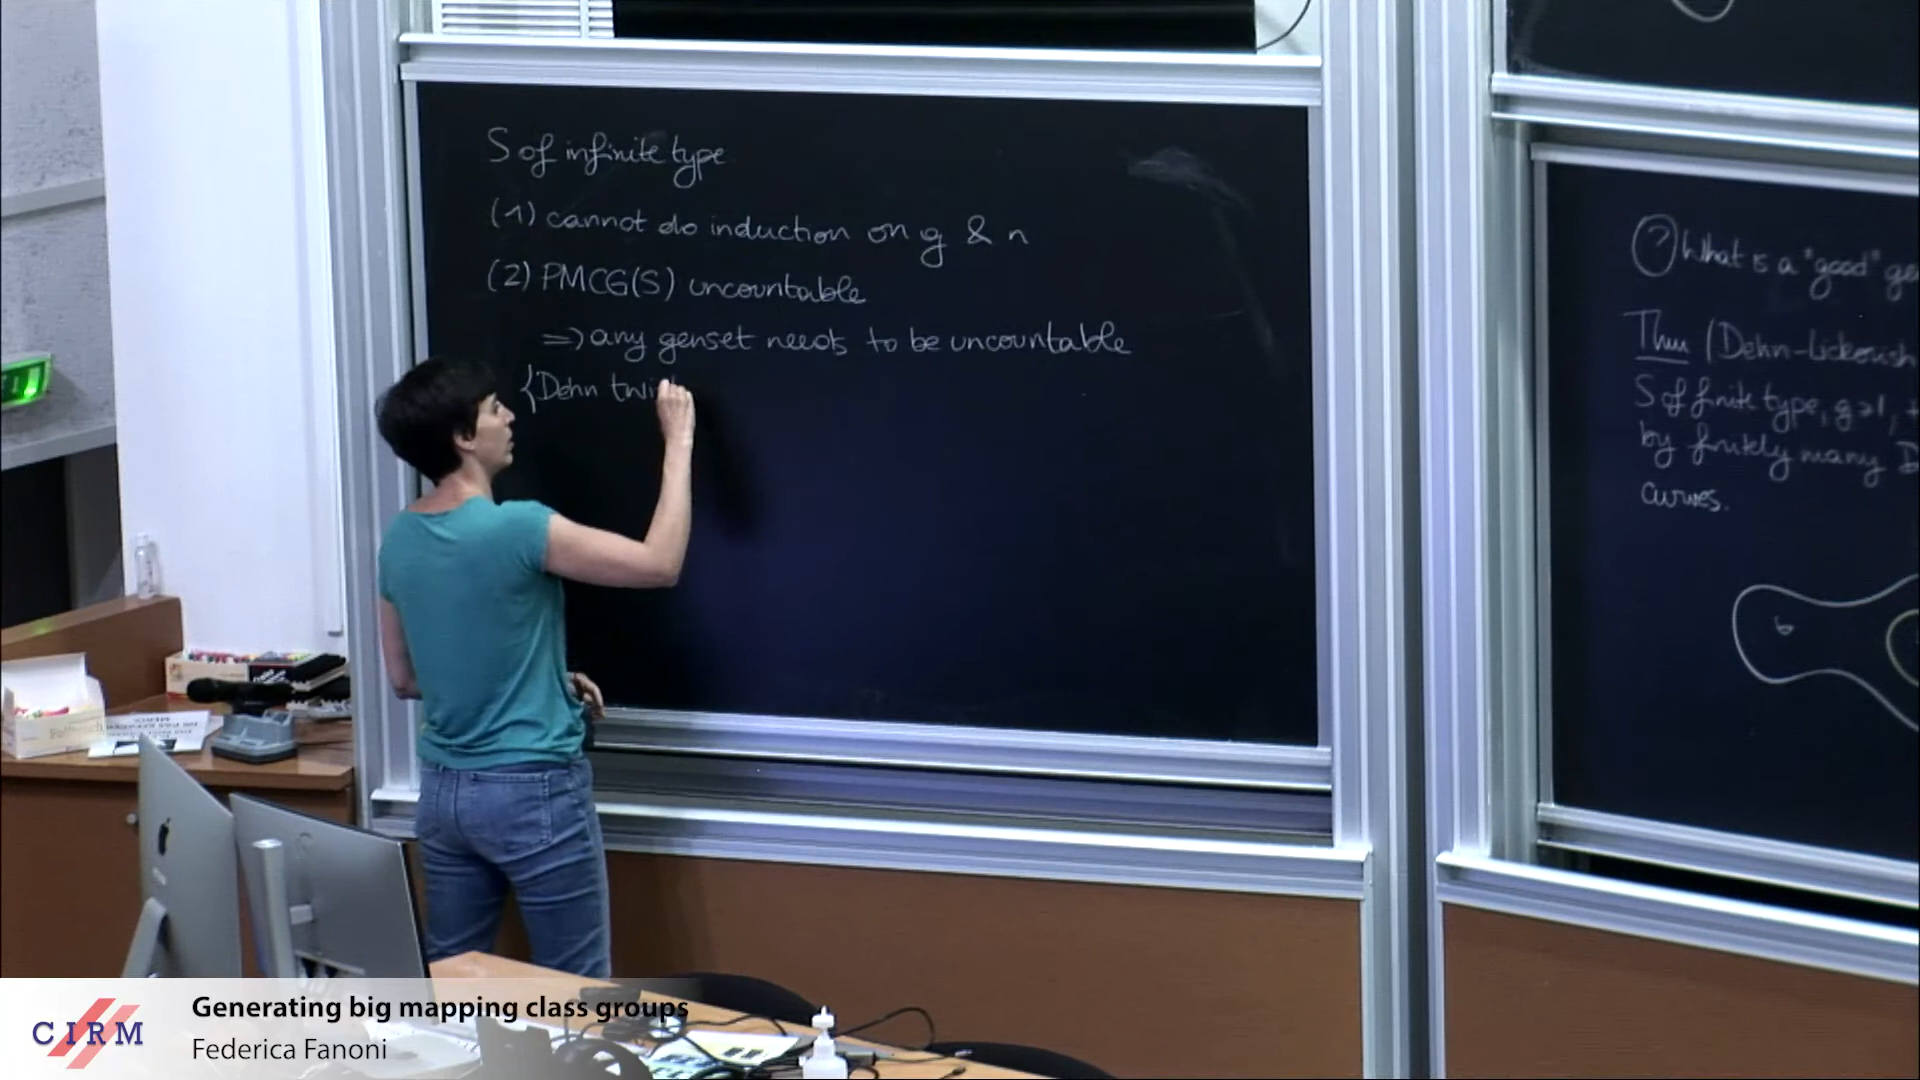 S of infinite type
(1) cannot do induction on g & n
(2) PMCG(S) uncountable
=> any genset needs to be uncountable
{Dehn twis
? What is a "good" ge
Thm (Dehn-Lickorish
S of finite type, g≥1,
by finitely many D
curves.
CIRM
Generating big mapping class groups
Federica Fanoni